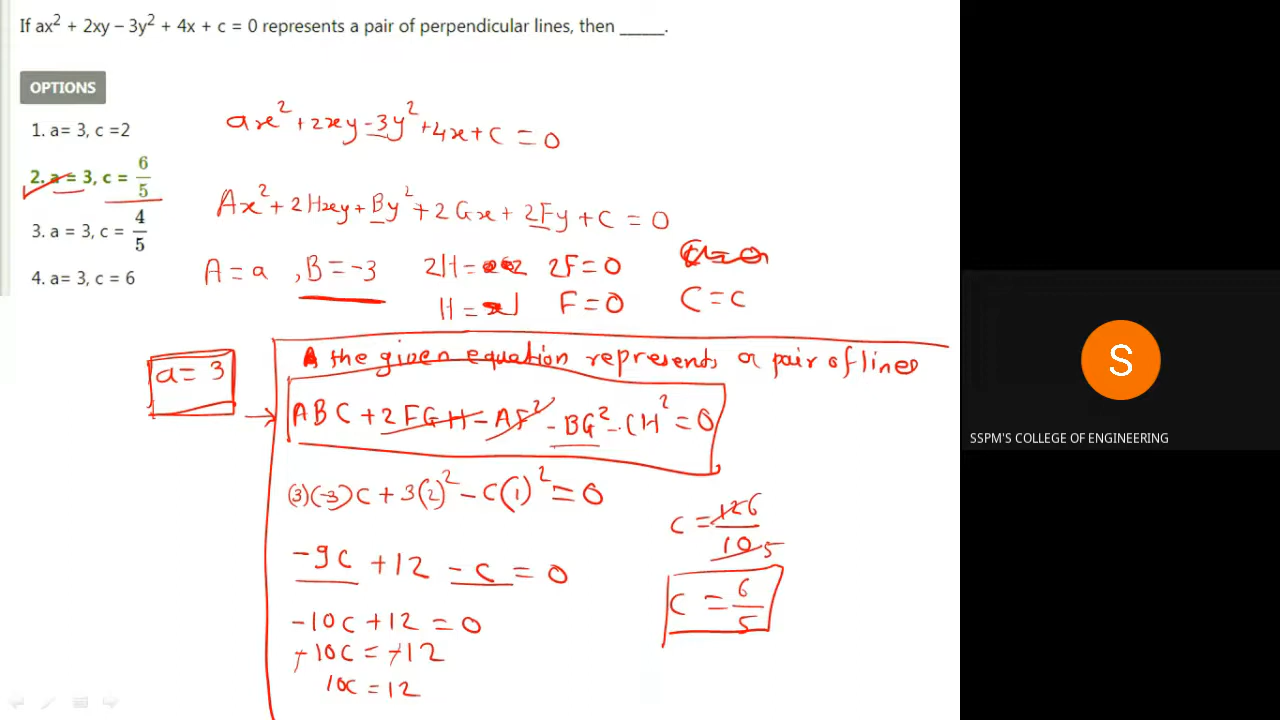 If ax² + 2xy – 3y² + 4x + c = 0 represents a pair of perpendicular lines, then _____.
OPTIONS
1. a= 3, c =2
2. a = 3, c = 6/5
3. a = 3, c = 4/5
4. a= 3, c = 6
ax² + 2xy - 3y² + 4x + c = 0
Ax² + 2Hxy + By² + 2Gx + 2Fy + C = 0
A = a , B = -3 2H = 2 2F = 0
H = 1 F = 0 C = c
a = 3
the given equation represents a pair of lines
ABC + 2FGH - AF² - BG² - CH² = 0
(3)(-3)C + 3(2)² - C(1)² = 0
-9C + 12 - C = 0
-10C + 12 = 0
-10C = -12
10C = 12
C = 126/10 5
C = 6/5
S
SSPM'S COLLEGE OF ENGINEERING